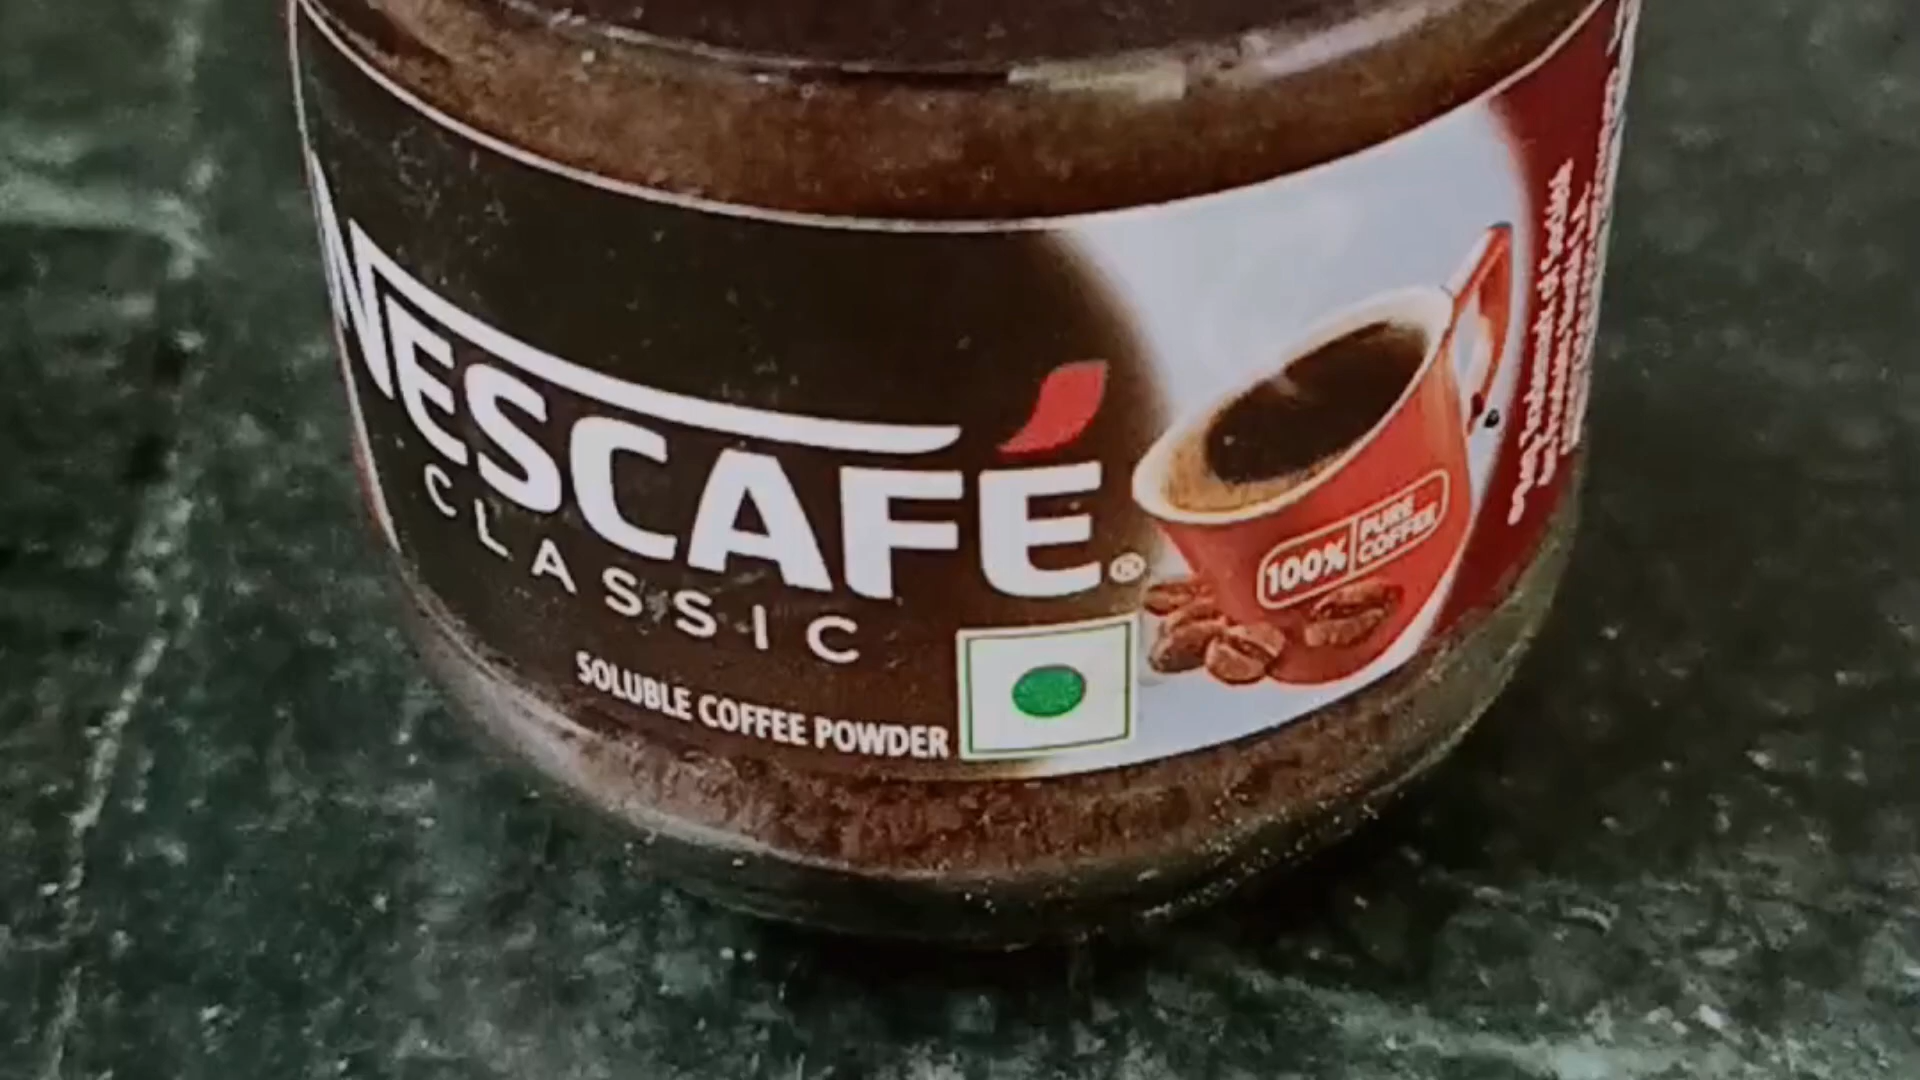 NESCAFÉ®
CLASSIC
SOLUBLE COFFEE POWDER
100% PURE
COFFEE